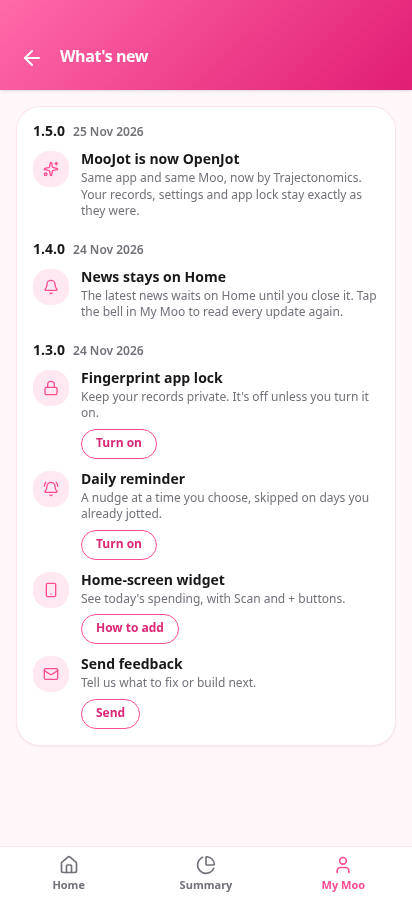 What's new
1.5.0 25 Nov 2026
MooJot is now OpenJot
Same app and same Moo, now by Trajectonomics.
Your records, settings and app lock stay exactly as
they were.
1.4.0 24 Nov 2026
News stays on Home
The latest news waits on Home until you close it. Tap
the bell in My Moo to read every update again.
1.3.0 24 Nov 2026
Fingerprint app lock
Keep your records private. It's off unless you turn it
on.
Turn on
Daily reminder
A nudge at a time you choose, skipped on days you
already jotted.
Turn on
Home-screen widget
See today's spending, with Scan and + buttons.
How to add
Send feedback
Tell us what to fix or build next.
Send
Home Summary My Moo